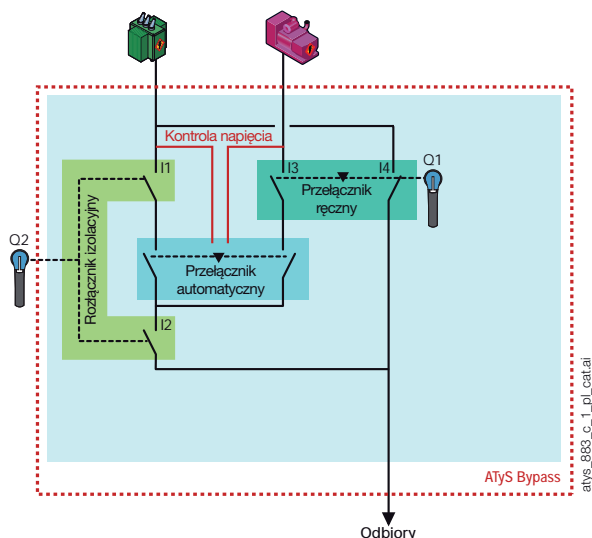 Kontrola napięcia
I1
I3
I4
Q1
Przełącznik
ręczny
Q2
Rozłącznik izolacyjny
Przełącznik
automatyczny
I2
ATyS Bypass
atys_883_c_1_pl_cat.ai
Odbiory